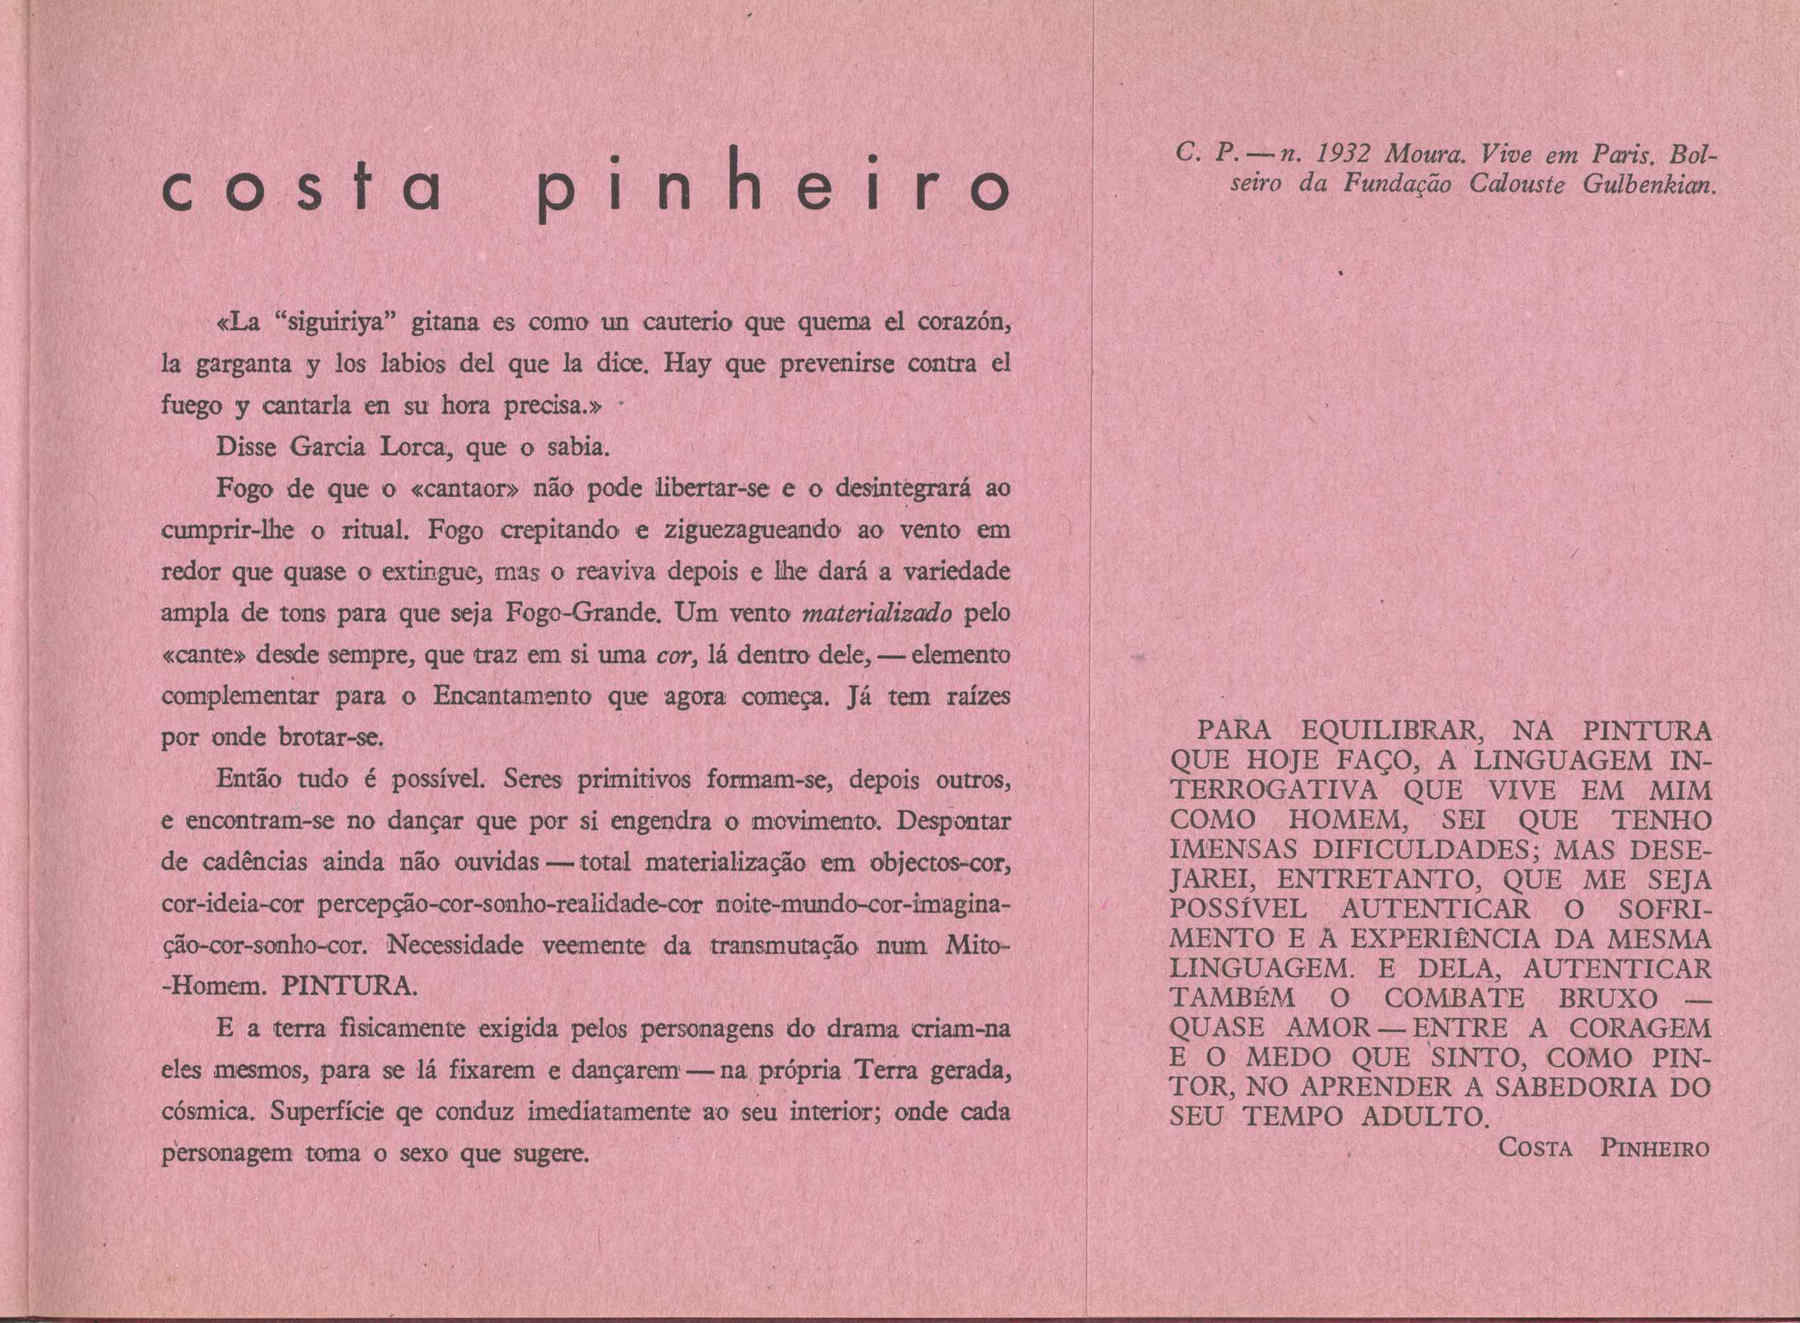 costa pinheiro
«La “siguiriya” gitana es como un cauterio que quema el corazón,
la garganta y los labios del que la dice. Hay que prevenirse contra el
fuego y cantarla en su hora precisa.»
Disse Garcia Lorca, que o sabia.
Fogo de que o «cantaor» não pode libertar-se e o desintegrará ao
cumprir-lhe o ritual. Fogo crepitando e ziguezagueando ao vento em
redor que quase o extingue, mas o reaviva depois e lhe dará a variedade
ampla de tons para que seja Fogo-Grande. Um vento materializado pelo
«cante» desde sempre, que traz em si uma cor, lá dentro dele, — elemento
complementar para o Encantamento que agora começa. Já tem raízes
por onde brotar-se.
Então tudo é possível. Seres primitivos formam-se, depois outros,
e encontram-se no dançar que por si engendra o movimento. Despontar
de cadências ainda não ouvidas — total materialização em objectos-cor,
cor-ideia-cor percepção-cor-sonho-realidade-cor noite-mundo-cor-imagina-
ção-cor-sonho-cor. Necessidade veemente da transmutação num Mito-
-Homem. PINTURA.
E a terra fisicamente exigida pelos personagens do drama criam-na
eles mesmos, para se lá fixarem e dançarem — na própria Terra gerada,
cósmica. Superfície qe conduz imediatamente ao seu interior; onde cada
personagem toma o sexo que sugere.
C. P. — n. 1932 Moura. Vive em Paris. Bol-
seiro da Fundação Calouste Gulbenkian.
PARA EQUILIBRAR, NA PINTURA
QUE HOJE FAÇO, A LINGUAGEM IN-
TERROGATIVA QUE VIVE EM MIM
COMO HOMEM, SEI QUE TENHO
IMENSAS DIFICULDADES; MAS DESE-
JAREI, ENTRETANTO, QUE ME SEJA
POSSÍVEL AUTENTICAR O SOFRI-
MENTO E A EXPERIÊNCIA DA MESMA
LINGUAGEM. E DELA, AUTENTICAR
TAMBÉM O COMBATE BRUXO —
QUASE AMOR — ENTRE A CORAGEM
E O MEDO QUE SINTO, COMO PIN-
TOR, NO APRENDER A SABEDORIA DO
SEU TEMPO ADULTO.
COSTA PINHEIRO